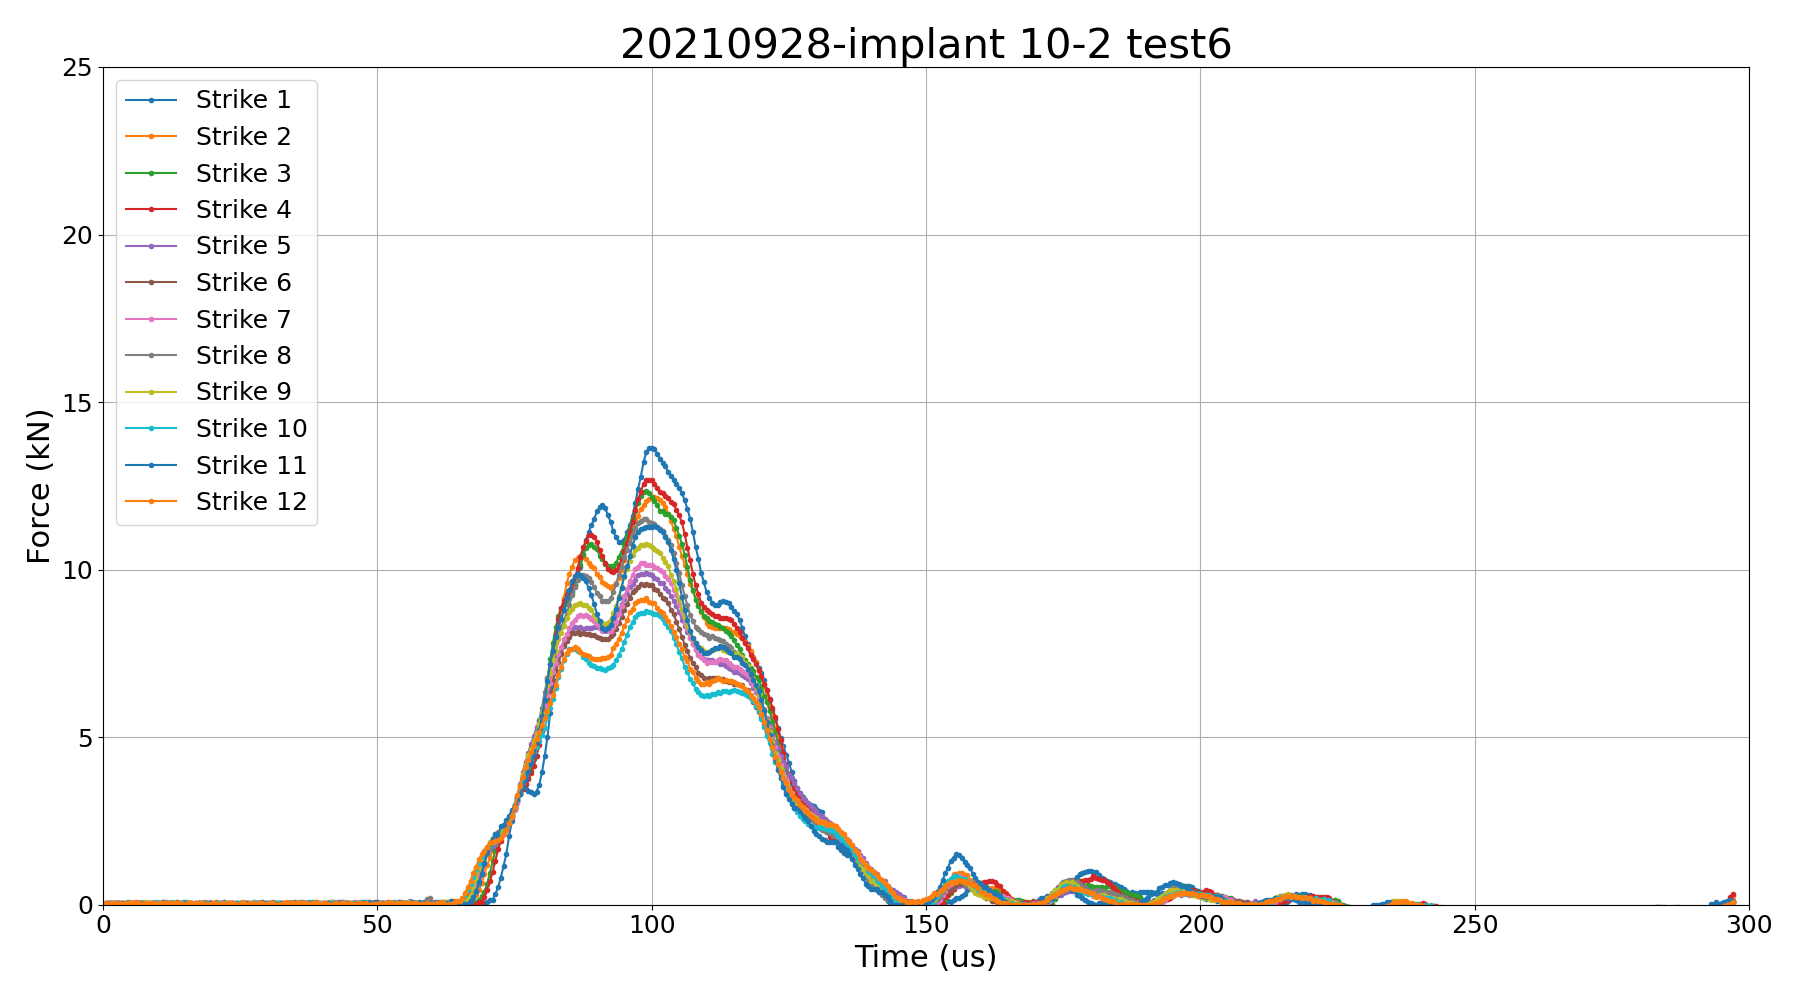 20210928-implant 10-2 test6
25
20
15
10
5
0
Force (kN)
Strike 1
Strike 2
Strike 3
Strike 4
Strike 5
Strike 6
Strike 7
Strike 8
Strike 9
Strike 10
Strike 11
Strike 12
0 50 100 150 200 250 300
Time (us)